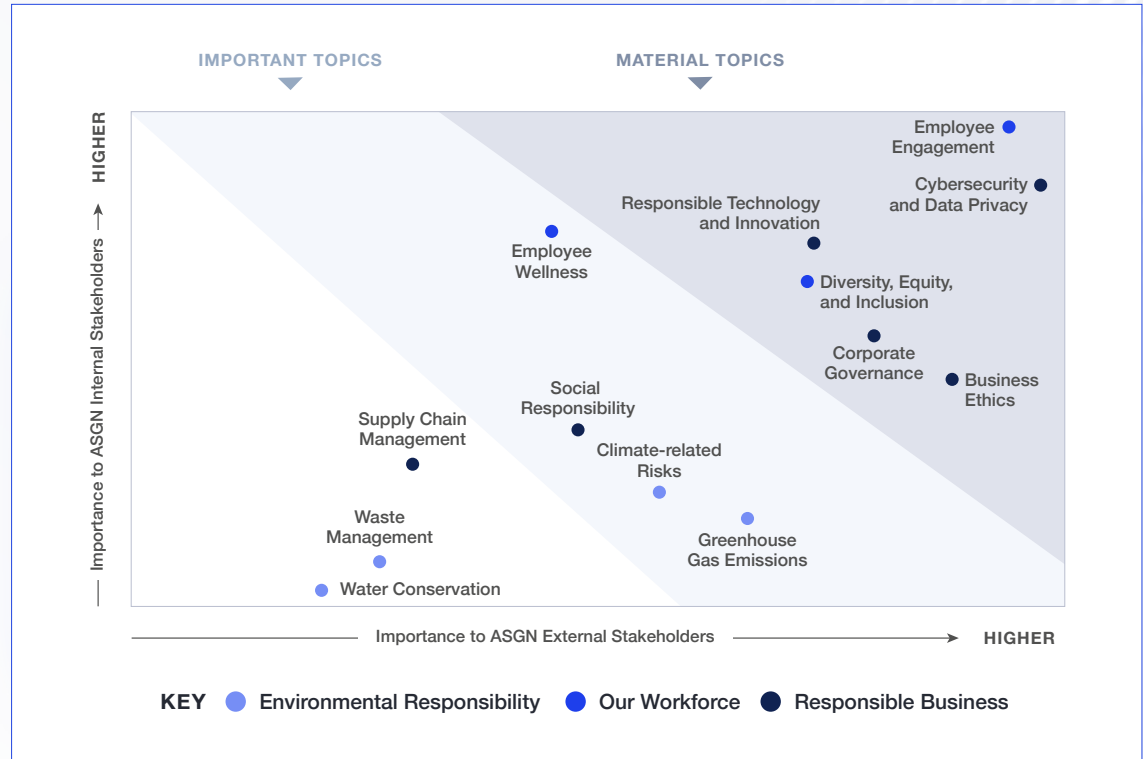 IMPORTANT TOPICS
MATERIAL TOPICS
HIGHER
Importance to ASGN Internal Stakeholders
Employee
Engagement
Cybersecurity
and Data Privacy
Responsible Technology
and Innovation
Employee
Wellness
Diversity, Equity,
and Inclusion
Corporate
Governance
Business
Ethics
Social
Responsibility
Supply Chain
Management
Climate-related
Risks
Waste
Management
Greenhouse
Gas Emissions
Water Conservation
Importance to ASGN External Stakeholders
HIGHER
KEY
Environmental Responsibility
Our Workforce
Responsible Business